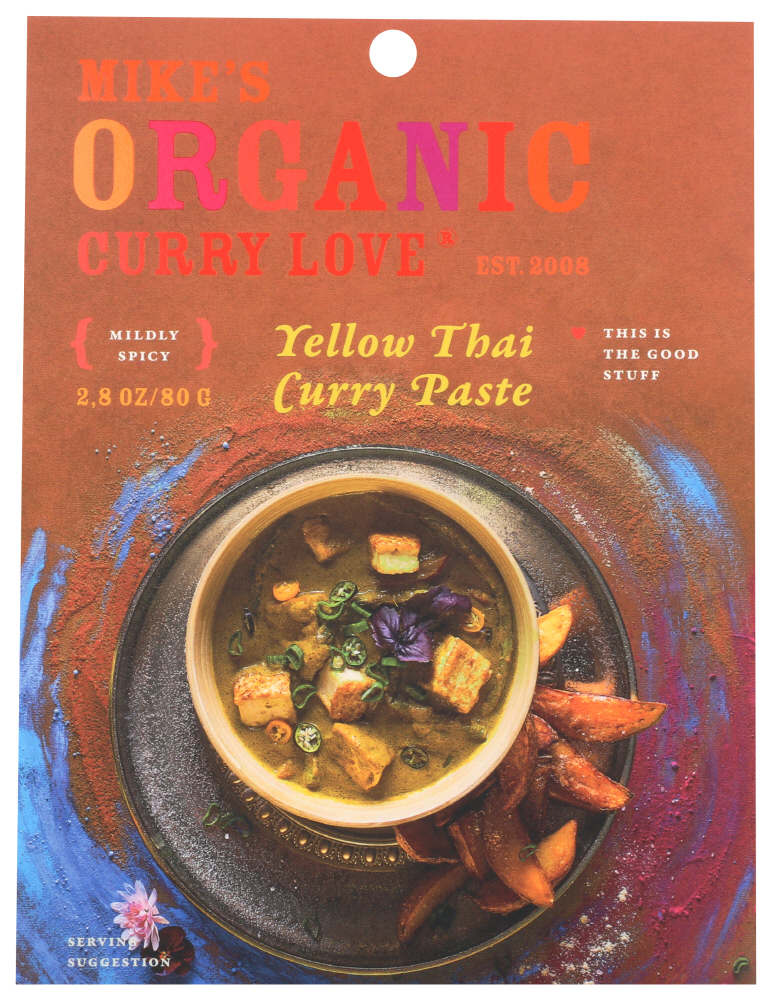 MIKE'S
ORGANIC
CURRY LOVE®
EST. 2008
{ MILDLY
SPICY }
2,8 OZ/80 G
Yellow Thai
Curry Paste
THIS IS
THE GOOD
STUFF
SERVING
SUGGESTION